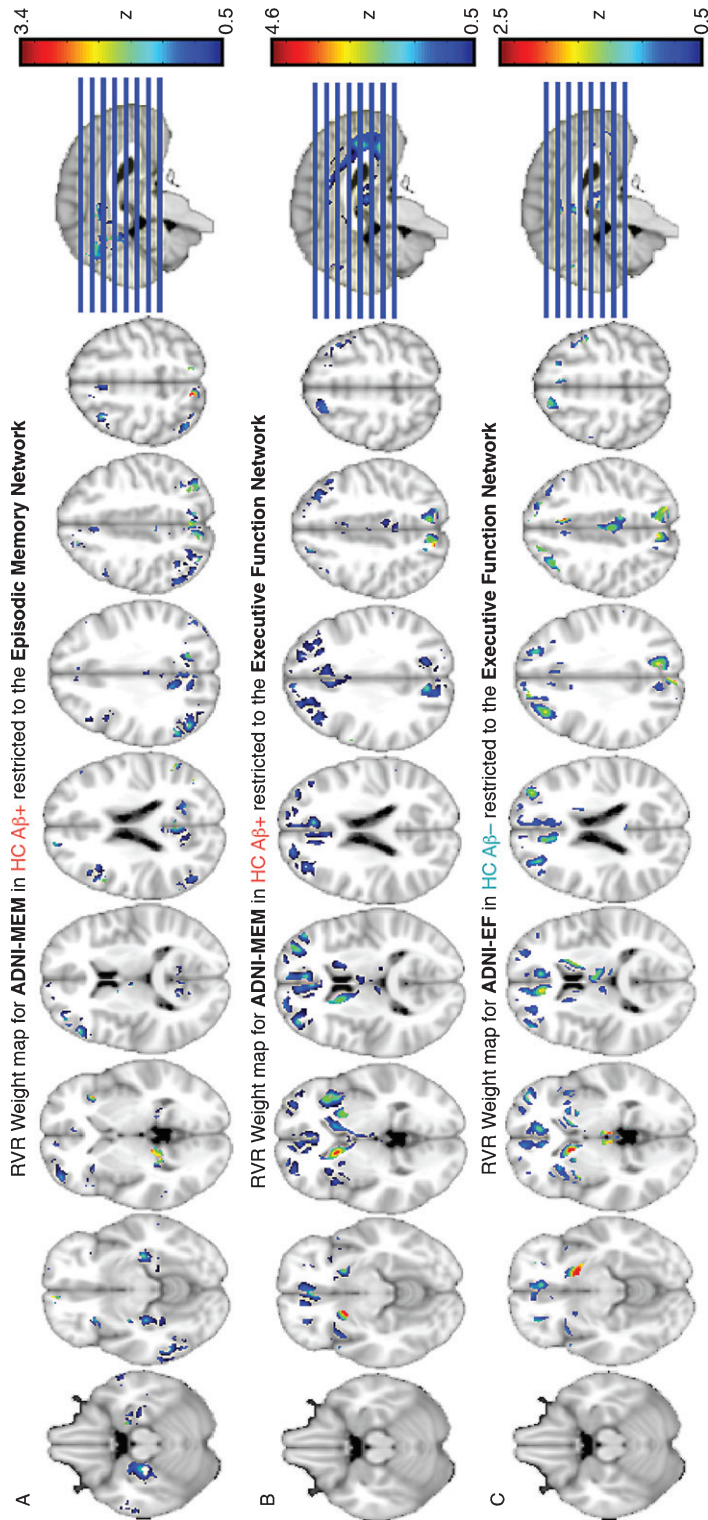 A
RVR Weight map for ADNI-MEM in HC Aβ+ restricted to the Episodic Memory Network
3.4
z
0.5
B
RVR Weight map for ADNI-MEM in HC Aβ+ restricted to the Executive Function Network
4.6
z
0.5
C
RVR Weight map for ADNI-EF in HC Aβ− restricted to the Executive Function Network
2.5
z
0.5